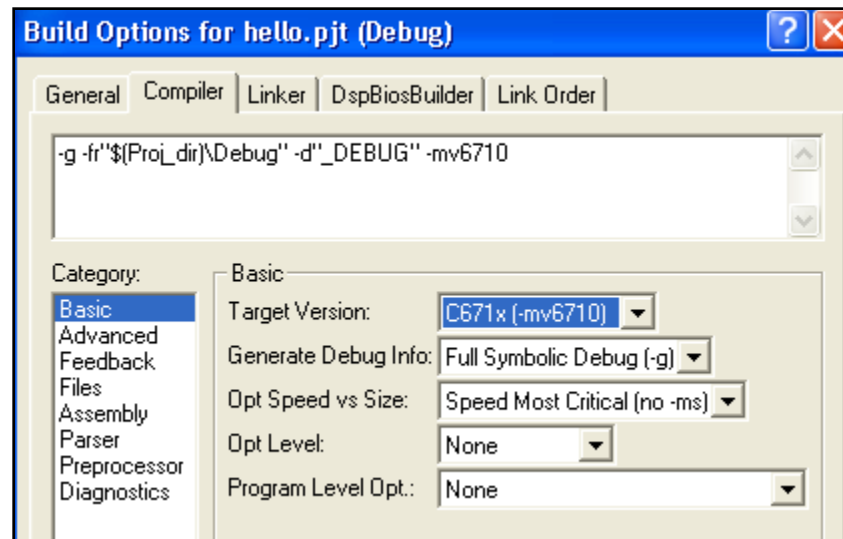 Build Options for hello.pjt (Debug)
General Compiler Linker DspBiosBuilder Link Order
-g -fr"$(Proj_dir)\Debug" -d"_DEBUG" -mv6710
Category:
Basic
Advanced
Feedback
Files
Assembly
Parser
Preprocessor
Diagnostics
Basic
Target Version: C671x (-mv6710)
Generate Debug Info: Full Symbolic Debug (-g)
Opt Speed vs Size: Speed Most Critical (no -ms)
Opt Level: None
Program Level Opt.: None